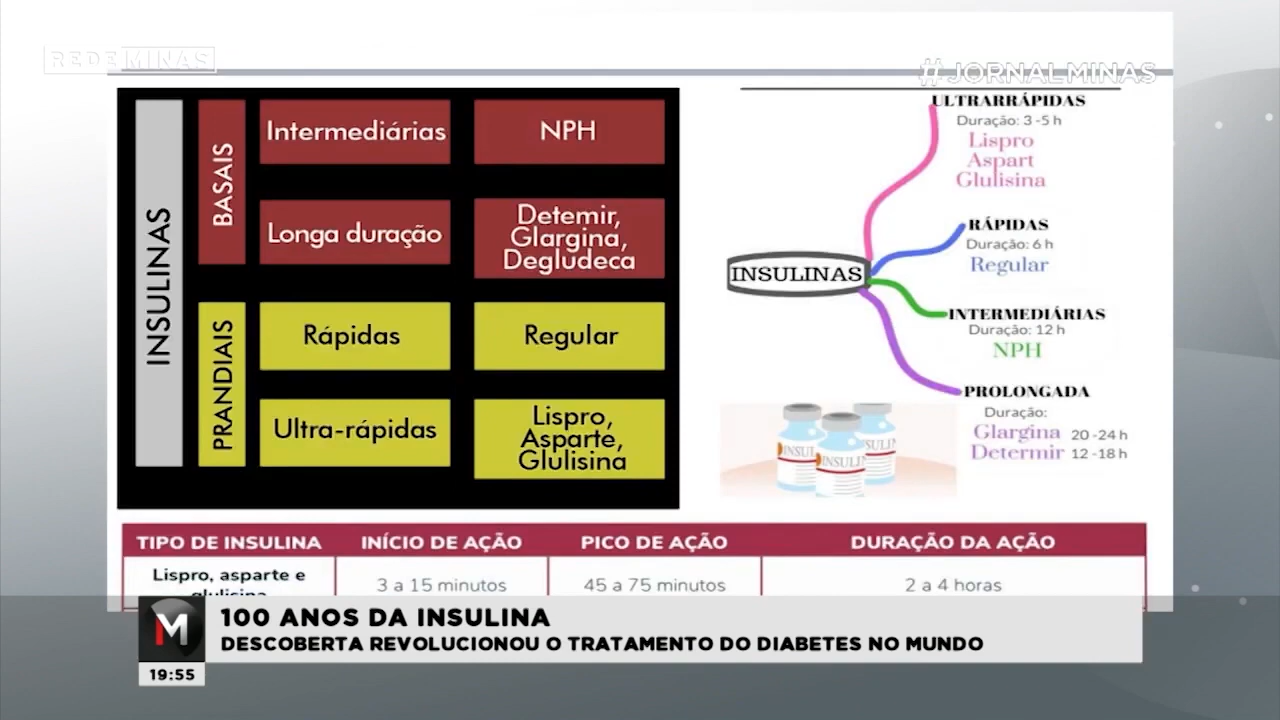 REDE MINAS
#JORNALMINAS
INSULINAS
BASAIS
Intermediárias
NPH
Longa duração
Detemir,
Glargina,
Degludeca
PRANDIAIS
Rápidas
Regular
Ultra-rápidas
Lispro,
Asparte,
Glulisina
INSULINAS
ULTRARRÁPIDAS
Duração: 3 -5 h
Lispro
Aspart
Glulisina
RÁPIDAS
Duração: 6 h
Regular
INTERMEDIÁRIAS
Duração: 12 h
NPH
PROLONGADA
Duração:
Glargina 20 -24 h
Determir 12 -18 h
INSUL
INSULIN
SULIN
TIPO DE INSULINA INÍCIO DE AÇÃO PICO DE AÇÃO DURAÇÃO DA AÇÃO
Lispro, asparte e 3 a 15 minutos 45 a 75 minutos 2 a 4 horas
glulisina
M
100 ANOS DA INSULINA
DESCOBERTA REVOLUCIONOU O TRATAMENTO DO DIABETES NO MUNDO
19:55